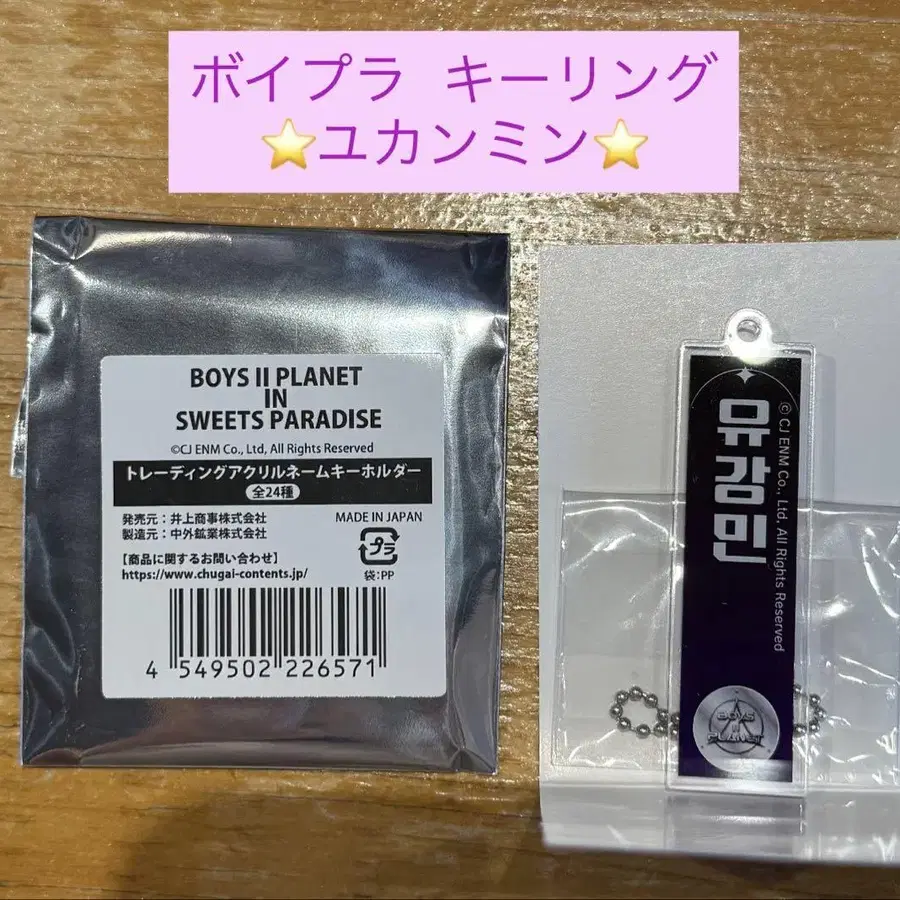 ボイプラ キーリング
⭐ユカンミン⭐
BOYS II PLANET
IN
SWEETS PARADISE
©CJ ENM Co., Ltd, All Rights Reserved
トレーディングアクリルネームキーホルダー
全24種
発売元：井上商事株式会社
製造元：中外鉱業株式会社
MADE IN JAPAN
プラ
袋:PP
【商品に関するお問い合わせ】
https://www.chugai-contents.jp/
4 549502 226571
유강민
© CJ ENM Co., Ltd, All Rights Reserved
BOYS
II
PLANET